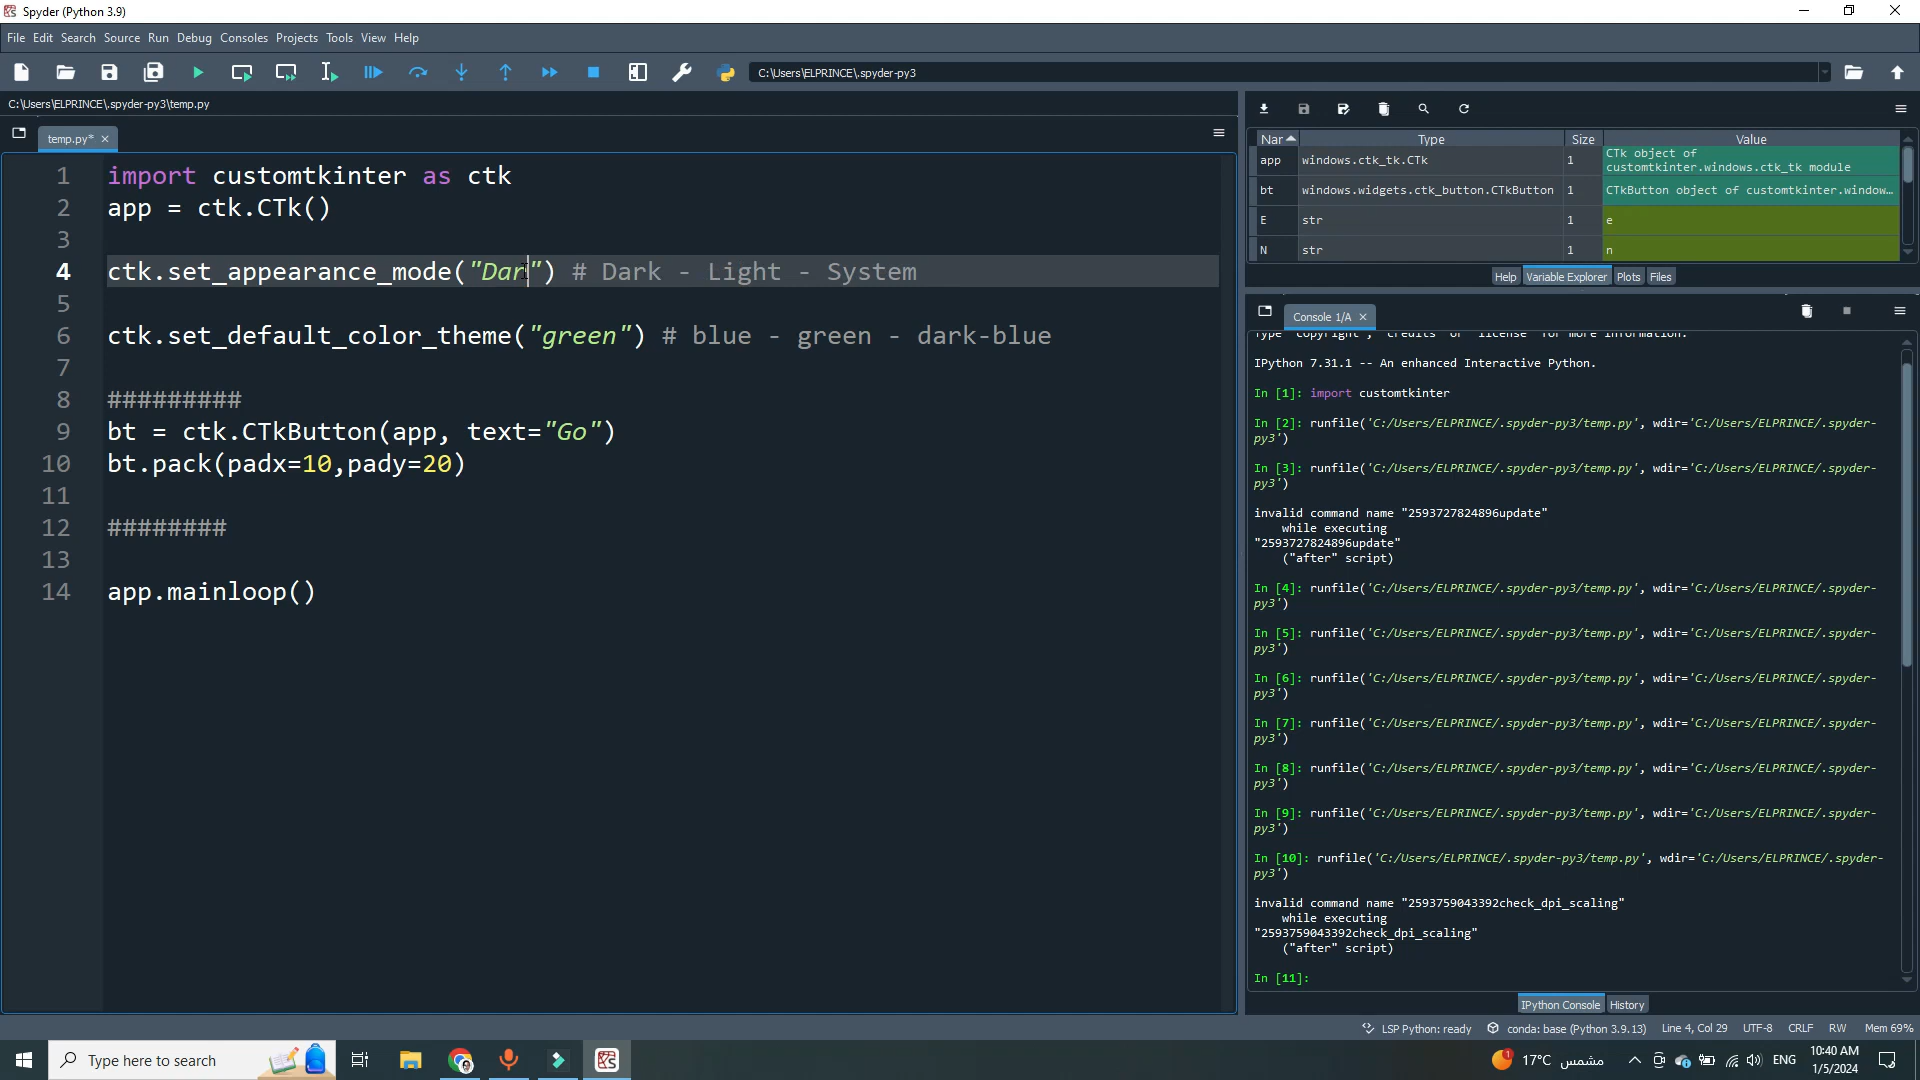 Spyder (Python 3.9)
File Edit Search Source Run Debug Consoles Projects Tools View Help
C:\Users\ELPRINCE\.spyder-py3
C:\Users\ELPRINCE\.spyder-py3\temp.py
temp.py*
1 import customtkinter as ctk
2 app = ctk.CTk()
3
4 ctk.set_appearance_mode("Dar") # Dark - Light - System
5
6 ctk.set_default_color_theme("green") # blue - green - dark-blue
7
8 #########
9 bt = ctk.CTkButton(app, text="Go")
10 bt.pack(padx=10,pady=20)
11
12 ########
13
14 app.mainloop()
Nar Type Size Value
app windows.ctk_tk.CTk 1 CTk object of
customtkinter.windows.ctk_tk module
bt windows.widgets.ctk_button.CTkButton 1 CTkButton object of customtkinter.window…
E str 1 e
N str 1 n
Help Variable Explorer Plots Files
Console 1/A
Type "copyright", "credits" or "license" for more information.
IPython 7.31.1 -- An enhanced Interactive Python.
In [1]: import customtkinter
In [2]: runfile('C:/Users/ELPRINCE/.spyder-py3/temp.py', wdir='C:/Users/ELPRINCE/.spyder-
py3')
In [3]: runfile('C:/Users/ELPRINCE/.spyder-py3/temp.py', wdir='C:/Users/ELPRINCE/.spyder-
py3')
invalid command name "2593727824896update"
while executing
"2593727824896update"
("after" script)
In [4]: runfile('C:/Users/ELPRINCE/.spyder-py3/temp.py', wdir='C:/Users/ELPRINCE/.spyder-
py3')
In [5]: runfile('C:/Users/ELPRINCE/.spyder-py3/temp.py', wdir='C:/Users/ELPRINCE/.spyder-
py3')
In [6]: runfile('C:/Users/ELPRINCE/.spyder-py3/temp.py', wdir='C:/Users/ELPRINCE/.spyder-
py3')
In [7]: runfile('C:/Users/ELPRINCE/.spyder-py3/temp.py', wdir='C:/Users/ELPRINCE/.spyder-
py3')
In [8]: runfile('C:/Users/ELPRINCE/.spyder-py3/temp.py', wdir='C:/Users/ELPRINCE/.spyder-
py3')
In [9]: runfile('C:/Users/ELPRINCE/.spyder-py3/temp.py', wdir='C:/Users/ELPRINCE/.spyder-
py3')
In [10]: runfile('C:/Users/ELPRINCE/.spyder-py3/temp.py', wdir='C:/Users/ELPRINCE/.spyder-
py3')
invalid command name "2593759043392check_dpi_scaling"
while executing
"2593759043392check_dpi_scaling"
("after" script)
In [11]:
IPython Console History
LSP Python: ready conda: base (Python 3.9.13) Line 4, Col 29 UTF-8 CRLF RW Mem 69%
Type here to search
1 17°C مشمس ENG
10:40 AM
1/5/2024